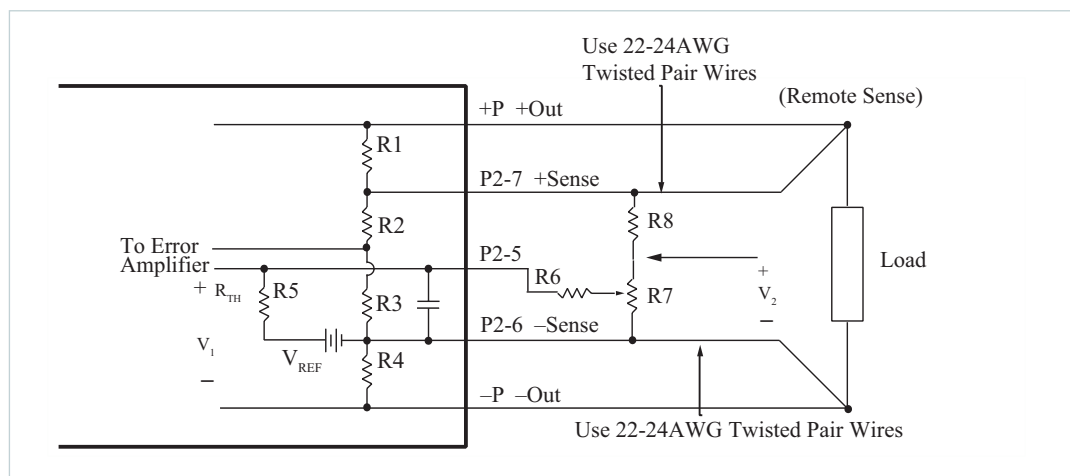 Use 22-24AWG
Twisted Pair Wires
(Remote Sense)
+P +Out
R1
P2-7 +Sense
R2
R8
To Error
Amplifier
P2-5
R6
Load
+
R_TH
R5
R3
R7
+
V_2
–
P2-6 –Sense
V_1
V_REF
R4
–
–P –Out
Use 22-24AWG Twisted Pair Wires